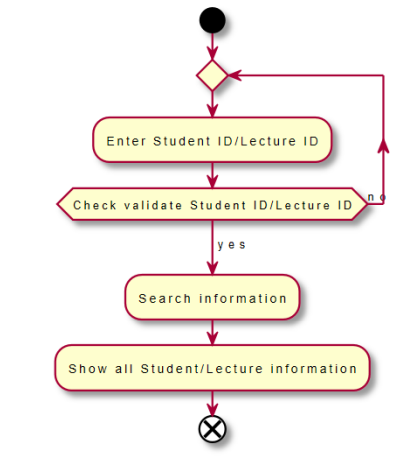 Enter Student ID/Lecture ID
Check validate Student ID/Lecture ID
no
yes
Search information
Show all Student/Lecture information